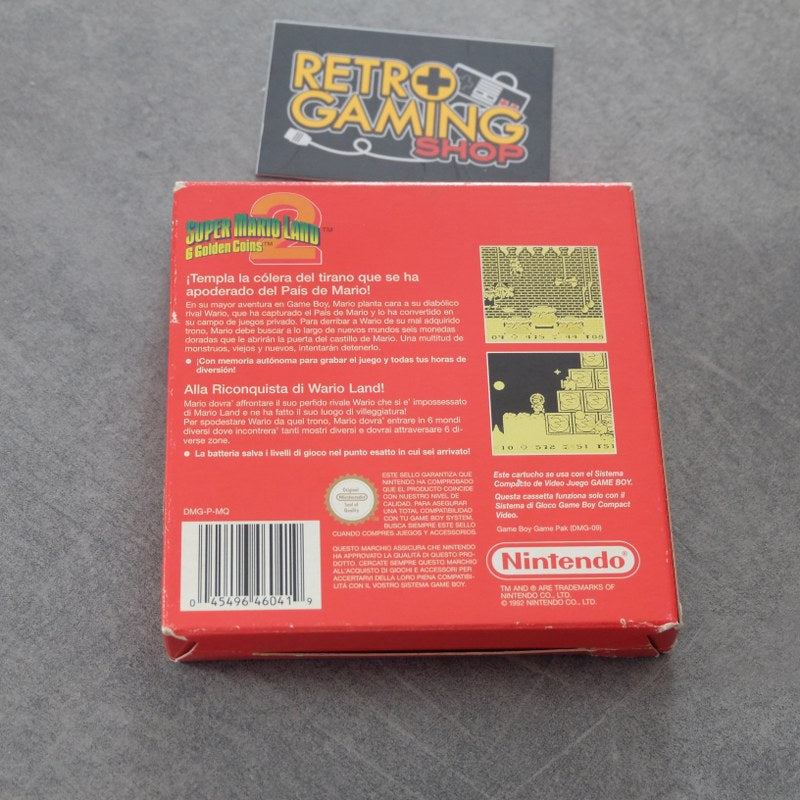 RETRO
GAMING
SHOP
SUPER MARIO LAND 2™
6 Golden Coins™
¡Templa la cólera del tirano que se ha
apoderado del País de Mario!
En su mayor aventura en Game Boy, Mario planta cara a su diabólico
rival Wario, que ha capturado el País de Mario y lo ha convertido en
su campo de juegos privado. Para derribar a Wario de su mal adquirido
trono, Mario debe buscar a lo largo de nuevos mundos seis monedas
doradas que le abrirán la puerta del castillo de Mario. Una multitud de
monstruos, viejos y nuevos, intentarán detenerlo.
● ¡Con memoria autónoma para grabar el juego y todas tus horas de
diversión!
Alla Riconquista di Wario Land!
Mario dovra' affrontare il suo perfido rivale Wario che si e' impossessato
di Mario Land e ne ha fatto il suo luogo di villeggiatura!
Per spodestare Wario da quel trono, Mario dovra' entrare in 6 mondi
diversi dove incontrera' tanti mostri diversi e dovrai attraversare 6 di-
verse zone.
● La batteria salva i livelli di gioco nel punto esatto in cui sei arrivato!
DMG-P-MQ
0 45496 46041 9
Original
Nintendo
Seal of
Quality
ESTE SELLO GARANTIZA QUE
NINTENDO HA COMPROBADO
QUE EL PRODUCTO COINCIDE
CON NUESTRO NIVEL DE
CALIDAD. PARA ASEGURAR
UNA TOTAL COMPATIBILIDAD
CON TU GAME BOY SYSTEM,
BUSCA SIEMPRE ESTE SELLO
CUANDO COMPRES JUEGOS Y ACCESORIOS.
QUESTO MARCHIO ASSICURA CHE NINTENDO
HA APPROVATO LA QUALITÀ DI QUESTO PRO-
DOTTO. CERCATE SEMPRE QUESTO MARCHIO
ALL'ACQUISTO DI GIOCHI E ACCESSORI PER
ACCERTARVI DELLA LORO PIENA COMPATIBI-
LITÀ CON IL VOSTRO SISTEMA GAME BOY.
Este cartucho se usa con el Sistema
Compacto de Video Juego GAME BOY.
Questa cassetta funziona solo con il
Sistema di Gioco Game Boy Compact
Video.
Game Boy Game Pak (DMG-09)
Nintendo®
TM AND ® ARE TRADEMARKS OF
NINTENDO CO., LTD.
© 1992 NINTENDO CO., LTD.